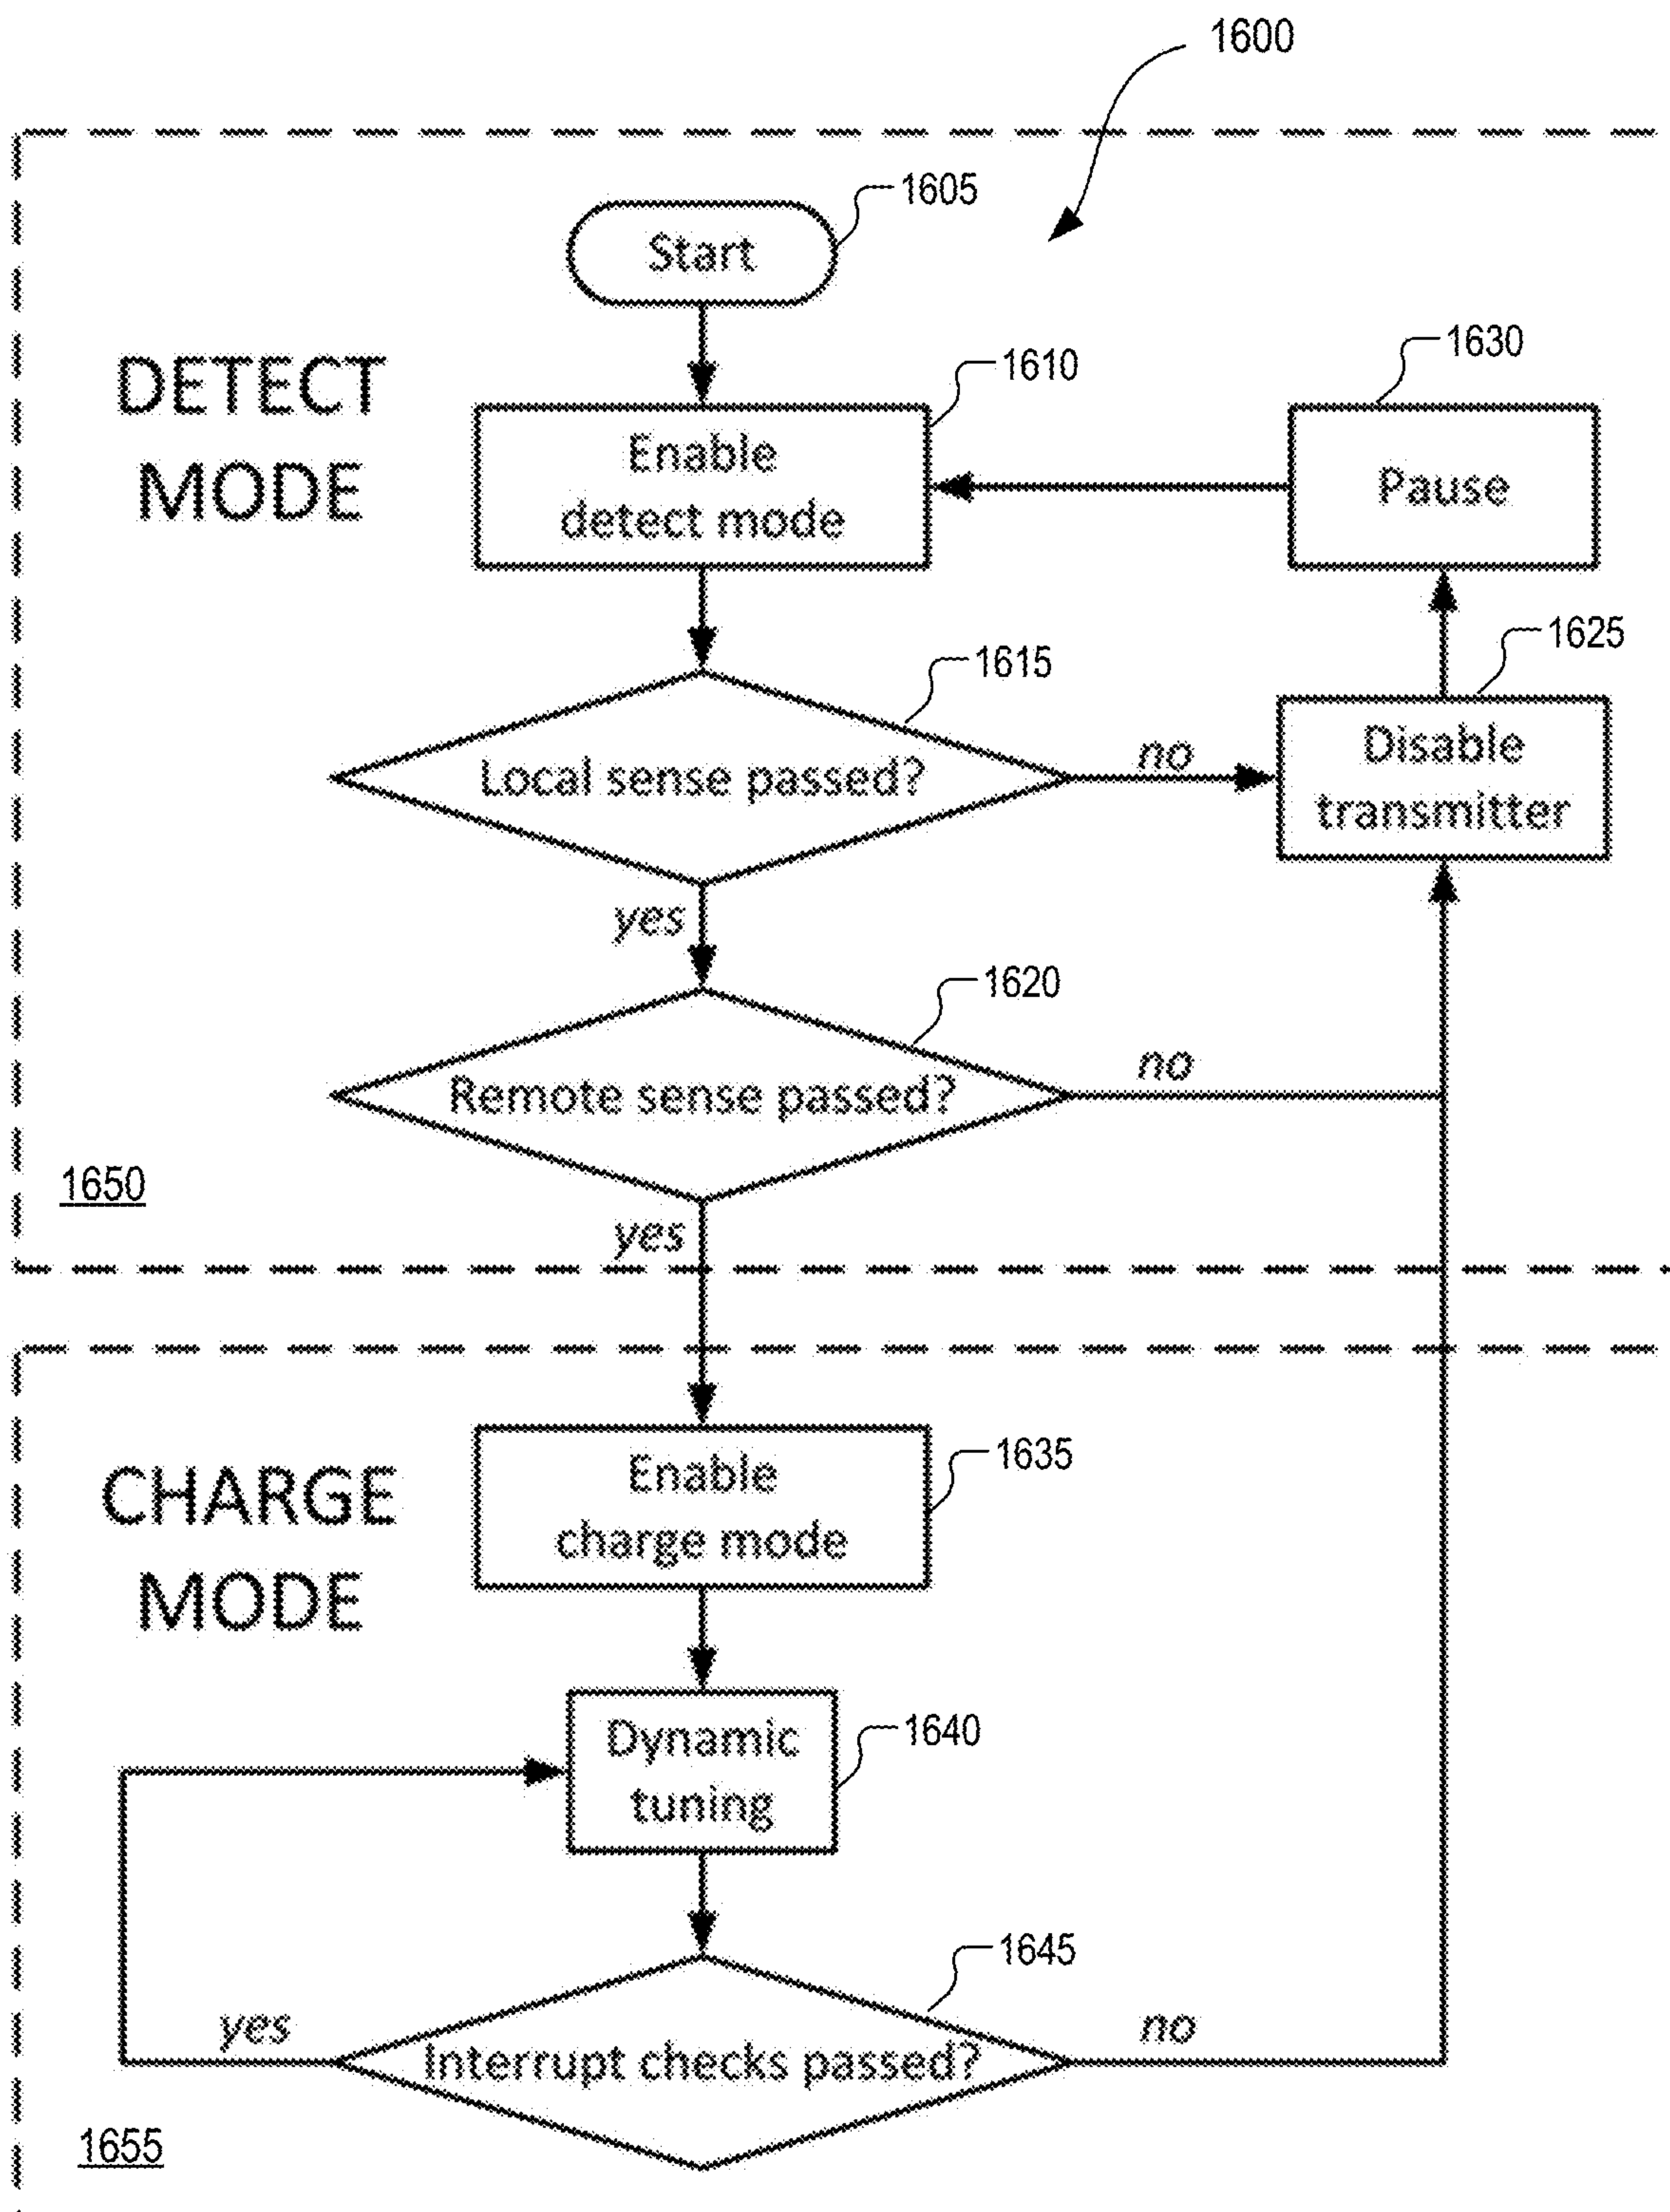 1600
1605
Start
DETECT
MODE
1610
Enable
detect mode
1630
Pause
1615
Local sense passed?
no
1625
Disable
transmitter
yes
1620
Remote sense passed?
no
1650
yes
CHARGE
MODE
1635
Enable
charge mode
1640
Dynamic
tuning
1645
yes
Interrupt checks passed?
no
1655